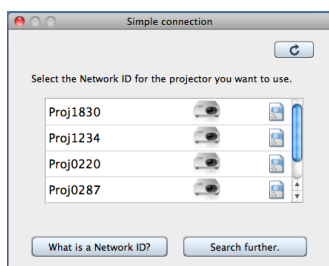 Simple connection
Select the Network ID for the projector you want to use.
Proj1830
Proj1234
Proj0220
Proj0287
What is a Network ID?
Search further.